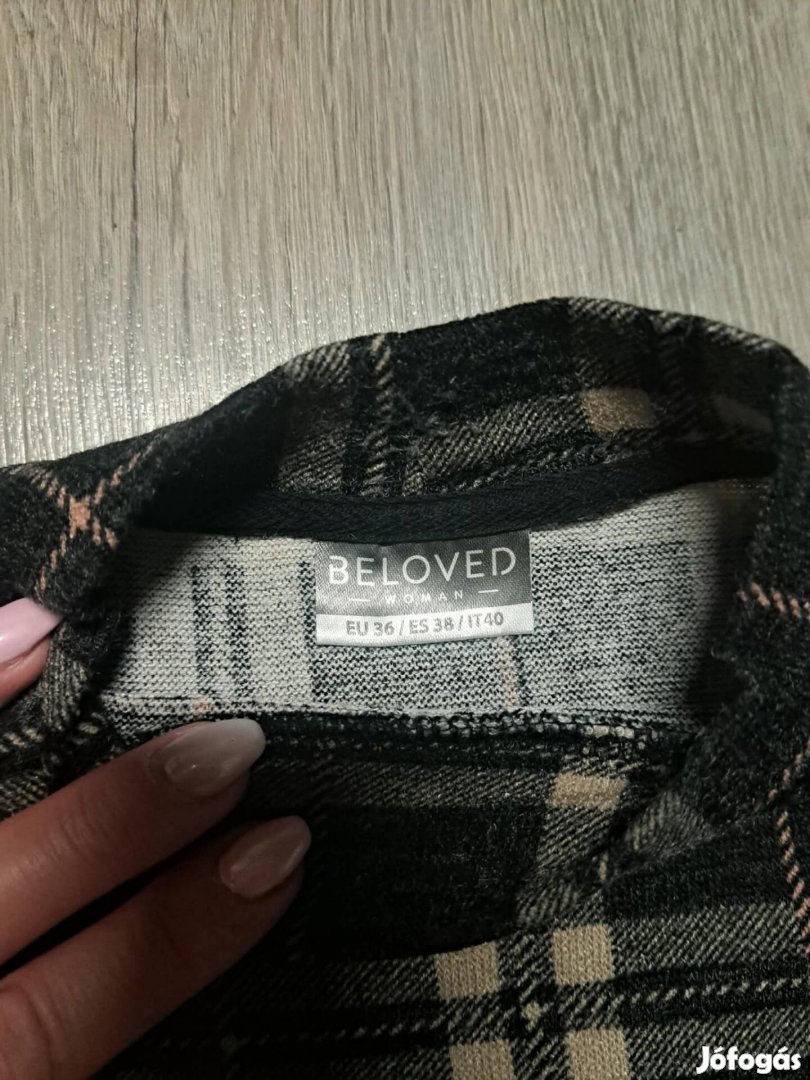 BELOVED
WOMAN
EU 36 / ES 38 / IT40
Jófogás